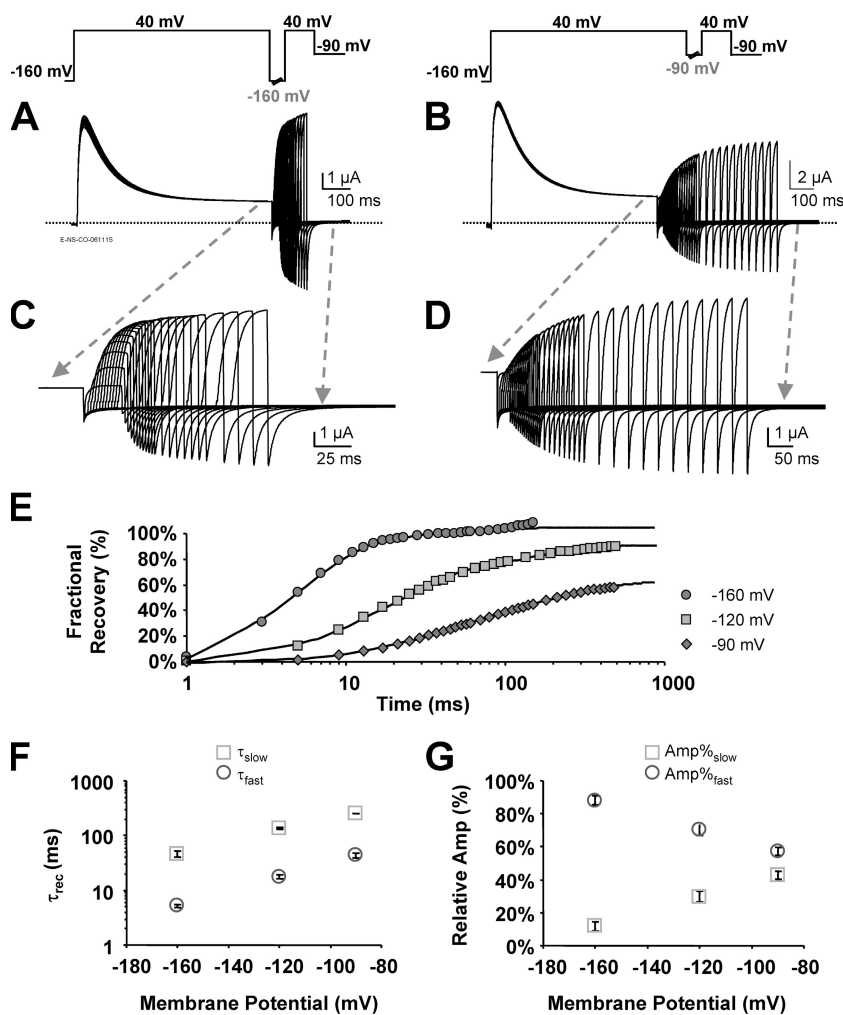 40 mV
40 mV
-160 mV
-160 mV
-90 mV
40 mV
40 mV
-160 mV
-90 mV
-90 mV
A
1 µA
100 ms
E-NS-CO-061115
B
2 µA
100 ms
C
1 µA
25 ms
D
1 µA
50 ms
E
Fractional
Recovery (%)
100%
80%
60%
40%
20%
0%
1
10
100
1000
Time (ms)
-160 mV
-120 mV
-90 mV
F
τslow
τfast
τrec (ms)
1000
100
10
1
-180
-160
-140
-120
-100
-80
Membrane Potential (mV)
G
Amp%slow
Amp%fast
Relative Amp (%)
100%
80%
60%
40%
20%
0%
-180
-160
-140
-120
-100
-80
Membrane Potential (mV)